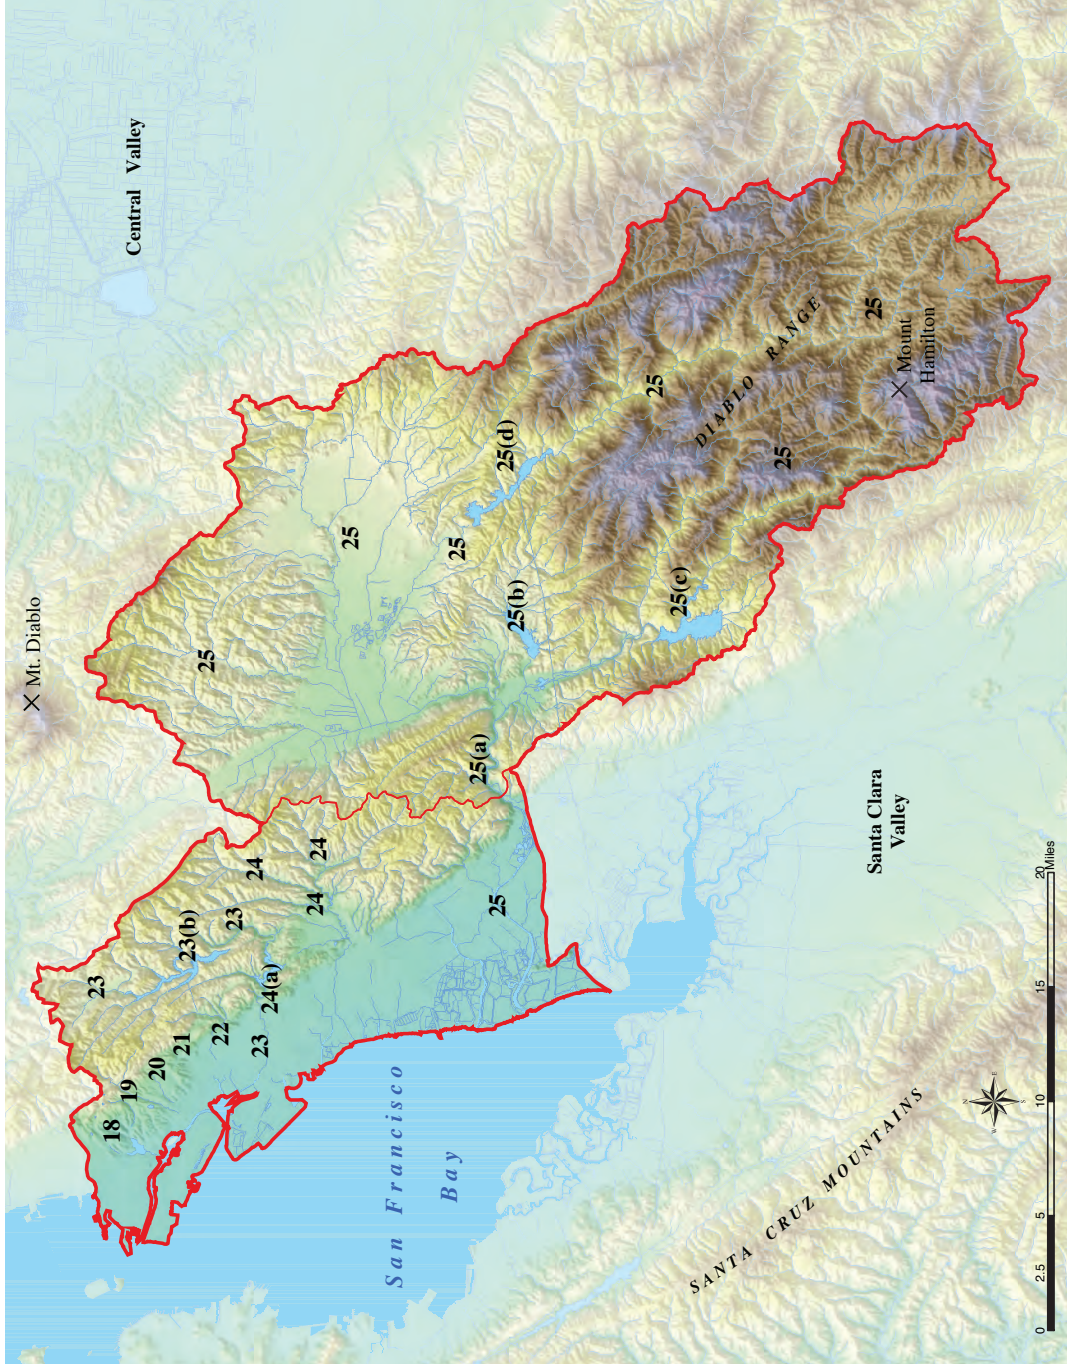 Mt. Diablo
23
18
19
Central Valley
20
21
23(b)
25
22
23
24
23
24(a)
24
24
25
San Francisco
Bay
25
25(a)
25
25(d)
25(b)
25
25(c)
DIABLO RANGE
25
SANTA CRUZ MOUNTAINS
25
Santa Clara
Valley
Mount
Hamilton
N
W E
S
0 2.5 5 10 15 20
Miles